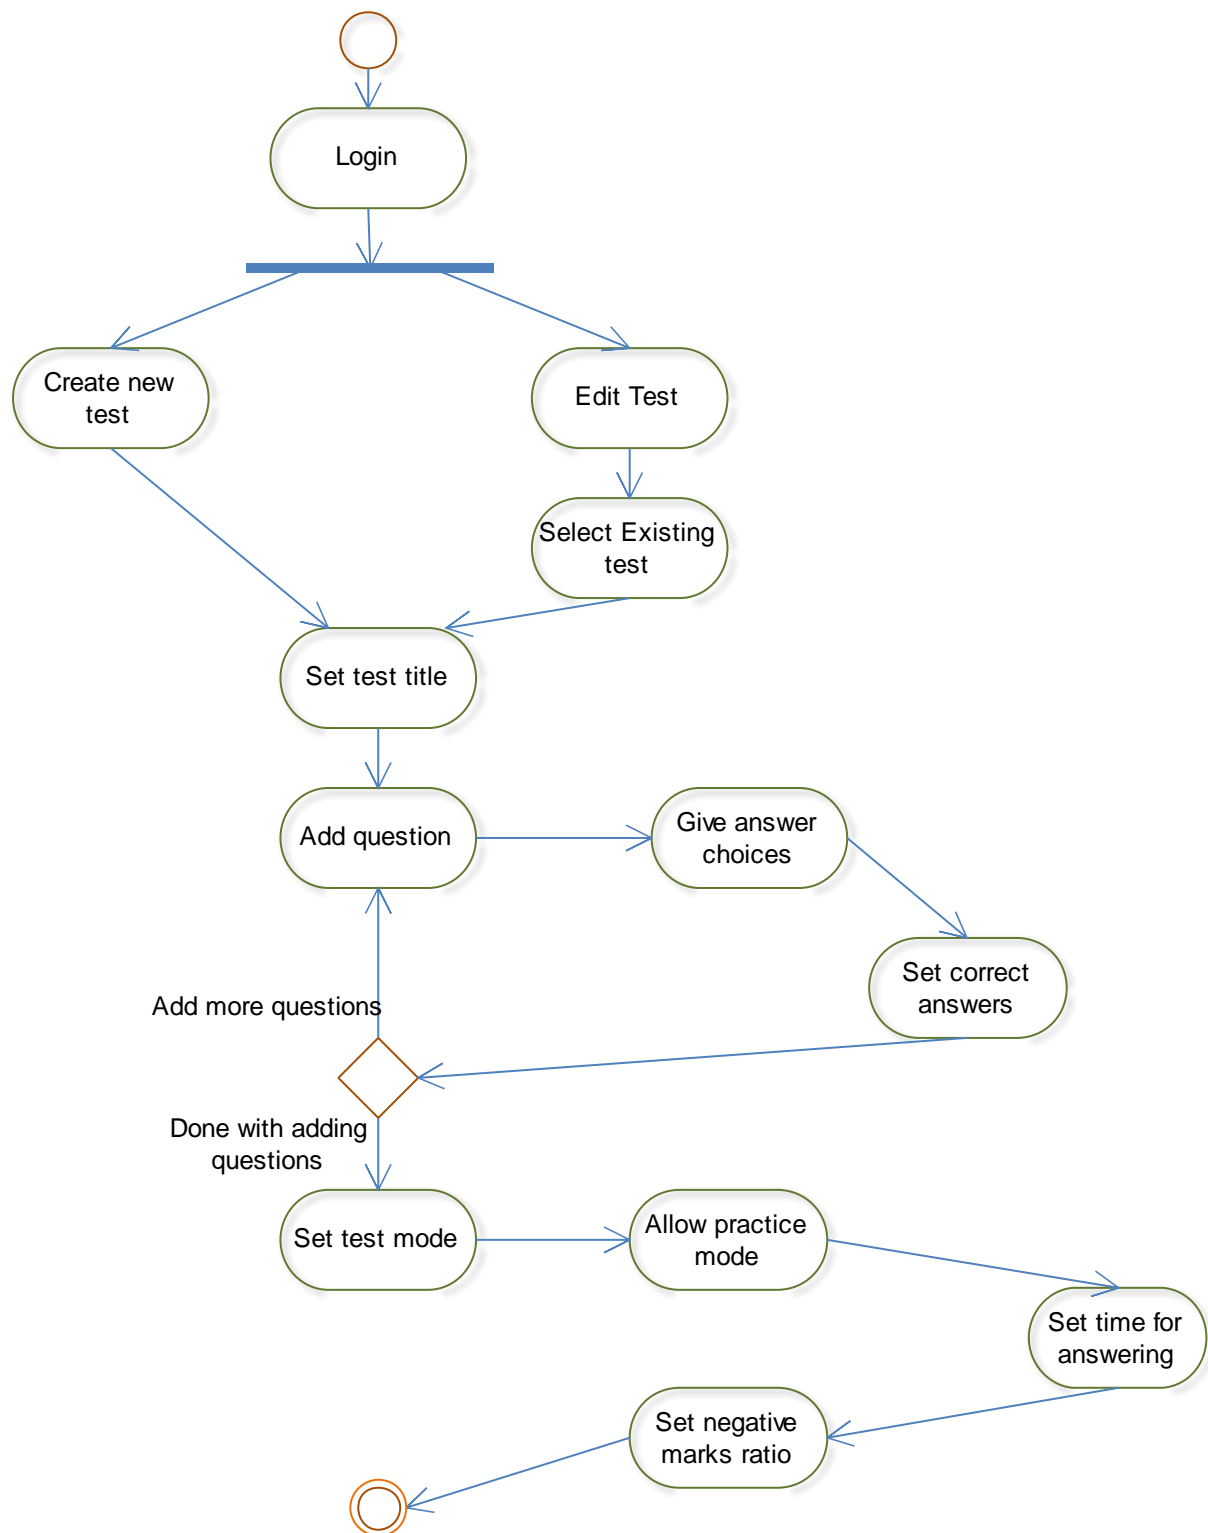 Login
Create new
test
Edit Test
Select Existing
test
Set test title
Add question
Give answer
choices
Set correct
answers
Add more questions
Done with adding
questions
Set test mode
Allow practice
mode
Set time for
answering
Set negative
marks ratio